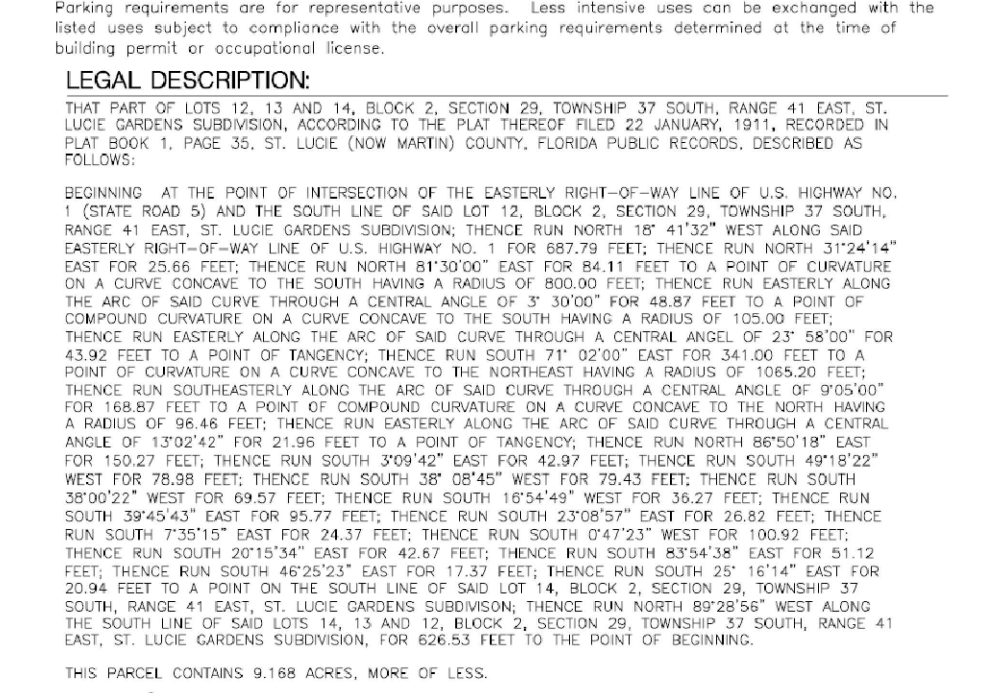 Parking requirements are for representative purposes. Less intensive uses can be exchanged with the
listed uses subject to compliance with the overall parking requirements determined at the time of
building permit or occupational license.
LEGAL DESCRIPTION:
THAT PART OF LOTS 12, 13 AND 14, BLOCK 2, SECTION 29, TOWNSHIP 37 SOUTH, RANGE 41 EAST, ST.
LUCIE GARDENS SUBDIVISION, ACCORDING TO THE PLAT THEREOF FILED 22 JANUARY, 1911, RECORDED IN
PLAT BOOK 1, PAGE 35, ST. LUCIE (NOW MARTIN) COUNTY, FLORIDA PUBLIC RECORDS, DESCRIBED AS
FOLLOWS:
BEGINNING AT THE POINT OF INTERSECTION OF THE EASTERLY RIGHT-OF-WAY LINE OF U.S. HIGHWAY NO.
1 (STATE ROAD 5) AND THE SOUTH LINE OF SAID LOT 12, BLOCK 2, SECTION 29, TOWNSHIP 37 SOUTH,
RANGE 41 EAST, ST. LUCIE GARDENS SUBDIVISION; THENCE RUN NORTH 18° 41'32" WEST ALONG SAID
EASTERLY RIGHT-OF-WAY LINE OF U.S. HIGHWAY NO. 1 FOR 687.79 FEET; THENCE RUN NORTH 31°24'14"
EAST FOR 25.66 FEET; THENCE RUN NORTH 81°30'00" EAST FOR 84.11 FEET TO A POINT OF CURVATURE
ON A CURVE CONCAVE TO THE SOUTH HAVING A RADIUS OF 800.00 FEET; THENCE RUN EASTERLY ALONG
THE ARC OF SAID CURVE THROUGH A CENTRAL ANGLE OF 3° 30'00" FOR 48.87 FEET TO A POINT OF
COMPOUND CURVATURE ON A CURVE CONCAVE TO THE SOUTH HAVING A RADIUS OF 105.00 FEET;
THENCE RUN EASTERLY ALONG THE ARC OF SAID CURVE THROUGH A CENTRAL ANGEL OF 23° 58'00" FOR
43.92 FEET TO A POINT OF TANGENCY; THENCE RUN SOUTH 71° 02'00" EAST FOR 341.00 FEET TO A
POINT OF CURVATURE ON A CURVE CONCAVE TO THE NORTHEAST HAVING A RADIUS OF 1065.20 FEET;
THENCE RUN SOUTHEASTERLY ALONG THE ARC OF SAID CURVE THROUGH A CENTRAL ANGLE OF 9°05'00"
FOR 168.87 FEET TO A POINT OF COMPOUND CURVATURE ON A CURVE CONCAVE TO THE NORTH HAVING
A RADIUS OF 96.46 FEET; THENCE RUN EASTERLY ALONG THE ARC OF SAID CURVE THROUGH A CENTRAL
ANGLE OF 13°02'42" FOR 21.96 FEET TO A POINT OF TANGENCY; THENCE RUN NORTH 86°50'18" EAST
FOR 150.27 FEET; THENCE RUN SOUTH 3°09'42" EAST FOR 42.97 FEET; THENCE RUN SOUTH 49°18'22"
WEST FOR 78.98 FEET; THENCE RUN SOUTH 38° 08'45" WEST FOR 79.43 FEET; THENCE RUN SOUTH
38°00'22" WEST FOR 69.57 FEET; THENCE RUN SOUTH 16°54'49" WEST FOR 36.27 FEET; THENCE RUN
SOUTH 39°45'43" EAST FOR 95.77 FEET; THENCE RUN SOUTH 23°08'57" EAST FOR 26.82 FEET; THENCE
RUN SOUTH 7°35'15" EAST FOR 24.37 FEET; THENCE RUN SOUTH 0°47'23" WEST FOR 100.92 FEET;
THENCE RUN SOUTH 20°15'34" EAST FOR 42.67 FEET; THENCE RUN SOUTH 83°54'38" EAST FOR 51.12
FEET; THENCE RUN SOUTH 46°25'23" EAST FOR 17.37 FEET; THENCE RUN SOUTH 25° 16'14" EAST FOR
20.94 FEET TO A POINT ON THE SOUTH LINE OF SAID LOT 14, BLOCK 2, SECTION 29, TOWNSHIP 37
SOUTH, RANGE 41 EAST, ST. LUCIE GARDENS SUBDIVISON; THENCE RUN NORTH 89°28'56" WEST ALONG
THE SOUTH LINE OF SAID LOTS 14, 13 AND 12, BLOCK 2, SECTION 29, TOWNSHIP 37 SOUTH, RANGE 41
EAST, ST. LUCIE GARDENS SUBDIVISION, FOR 626.53 FEET TO THE POINT OF BEGINNING.
THIS PARCEL CONTAINS 9.168 ACRES, MORE OF LESS.